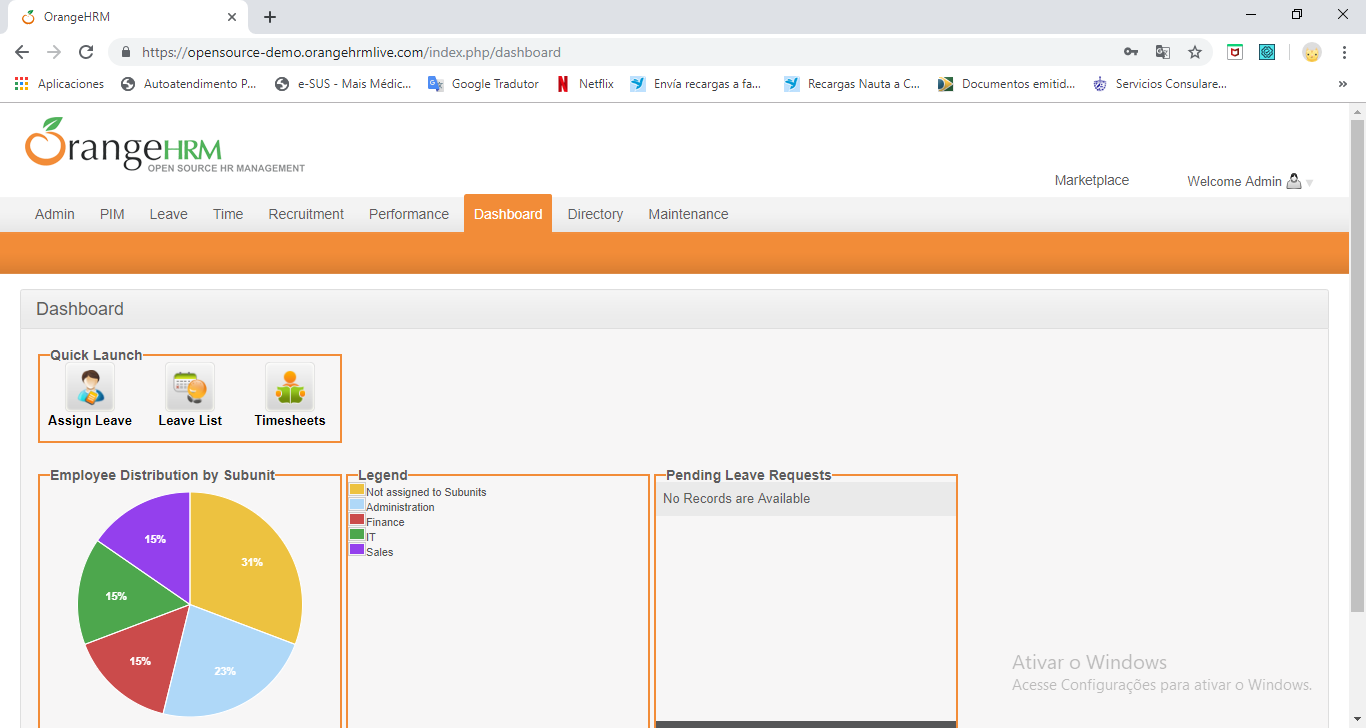 OrangeHRM
https://opensource-demo.orangehrmlive.com/index.php/dashboard
Aplicaciones Autoatendimento P... e-SUS - Mais Médic... Google Tradutor Netflix Envía recargas a fa... Recargas Nauta a C... Documentos emitid... Servicios Consulare... »
OrangeHRM
OPEN SOURCE HR MANAGEMENT
Marketplace Welcome Admin
Admin PIM Leave Time Recruitment Performance Dashboard Directory Maintenance
Dashboard
Quick Launch
Assign Leave Leave List Timesheets
Employee Distribution by Subunit
15%
31%
15%
15%
23%
Legend
Not assigned to Subunits
Administration
Finance
IT
Sales
Pending Leave Requests
No Records are Available
Ativar o Windows
Acesse Configurações para ativar o Windows.